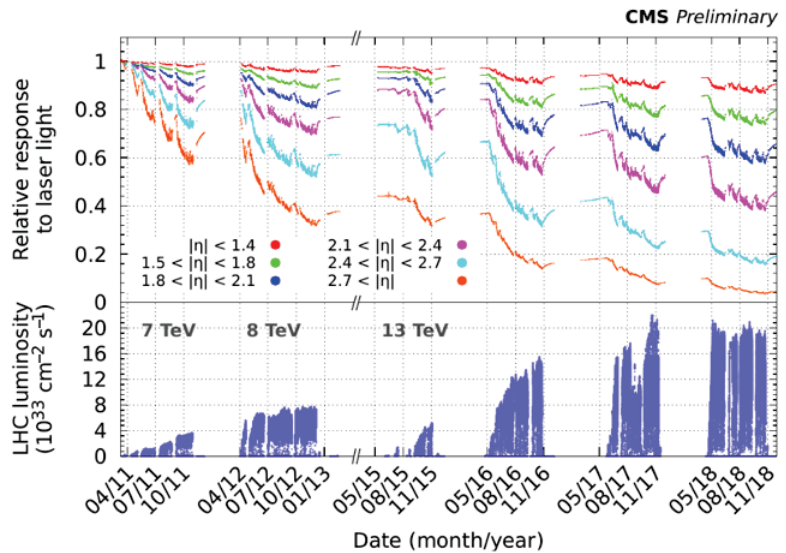 CMS Preliminary
Relative response
to laser light
1
0.8
0.6
0.4
0.2
0
|η| < 1.4
1.5 < |η| < 1.8
1.8 < |η| < 2.1
2.1 < |η| < 2.4
2.4 < |η| < 2.7
2.7 < |η|
LHC luminosity
(10³³ cm⁻² s⁻¹)
20
16
12
8
4
0
7 TeV
8 TeV
13 TeV
04/11
07/11
10/11
04/12
07/12
10/12
01/13
05/15
08/15
11/15
05/16
08/16
11/16
05/17
08/17
11/17
05/18
08/18
11/18
Date (month/year)